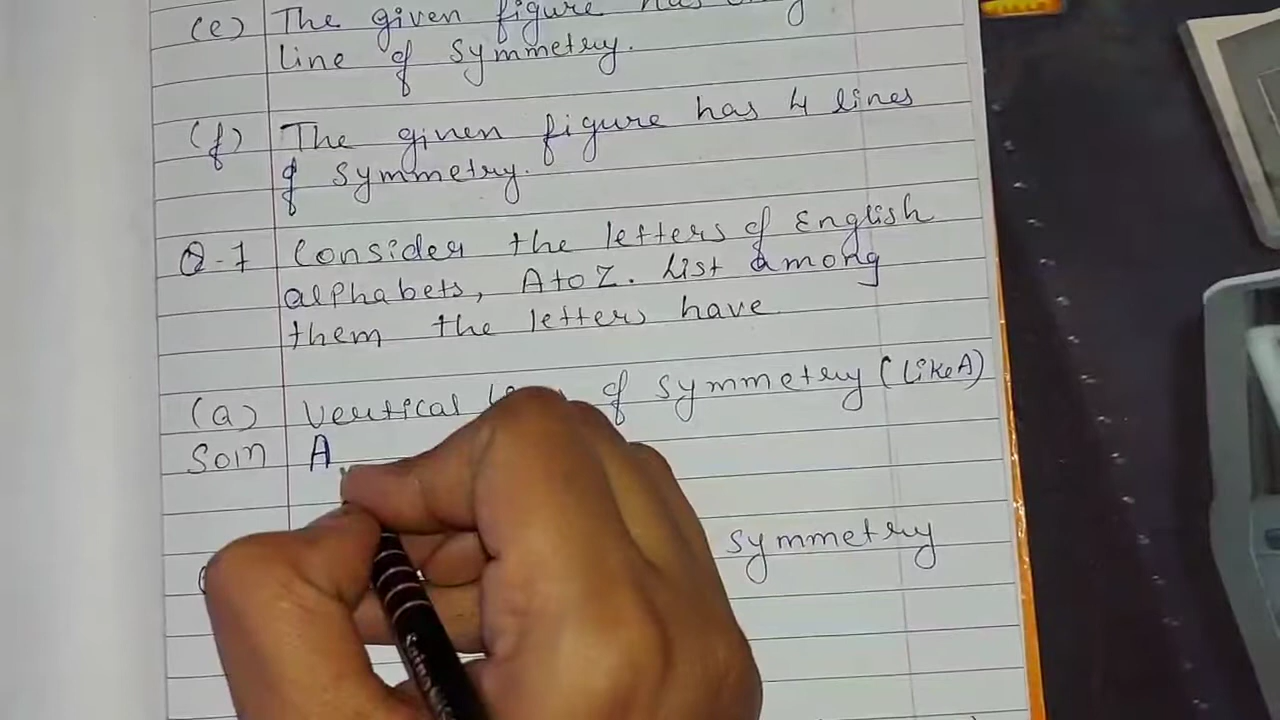 (e) The given figure has
line of symmetry.
(f) The given figure has 4 lines
of symmetry.
Q-7 Consider the letters of English
alphabets, A to Z. List among
them the letters have
(a) Vertical of symmetry (like A)
Soln A,
symmetry